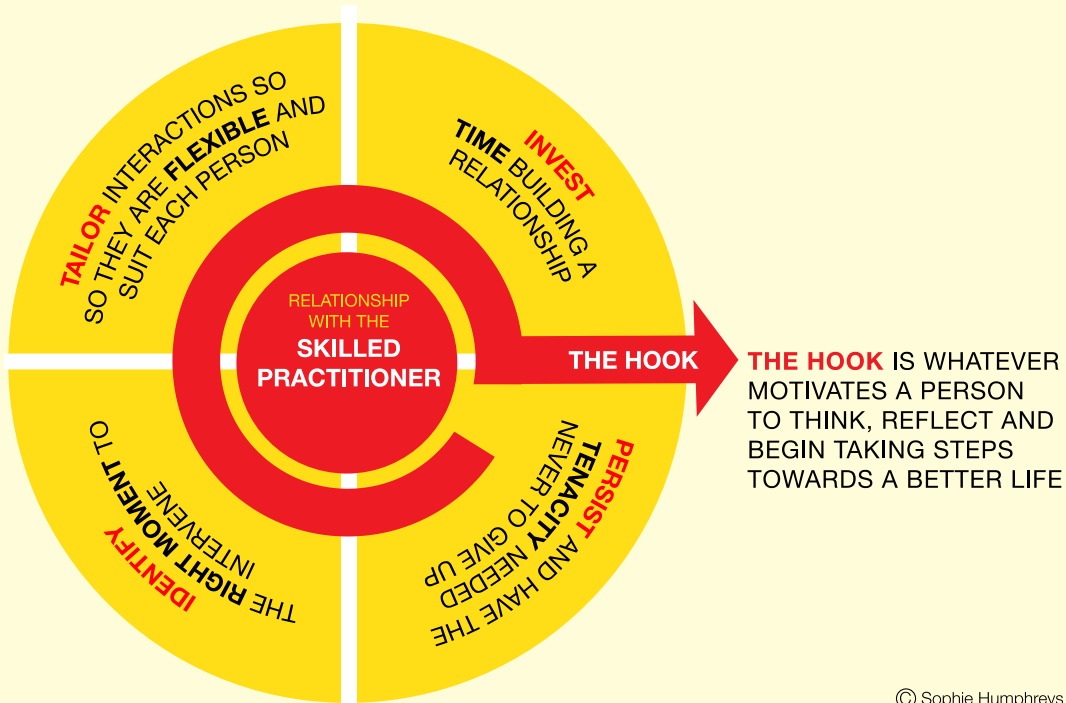 TAILOR INTERACTIONS SO
SO THEY ARE FLEXIBLE AND
SUIT EACH PERSON
INVEST
TIME BUILDING A
RELATIONSHIP
RELATIONSHIP
WITH THE
SKILLED
PRACTITIONER
THE HOOK
THE HOOK IS WHATEVER
MOTIVATES A PERSON
TO THINK, REFLECT AND
BEGIN TAKING STEPS
TOWARDS A BETTER LIFE
PERSIST AND HAVE THE
TENACITY NEEDED
NEVER TO GIVE UP
IDENTIFY
THE RIGHT MOMENT TO
INTERVENE
© Sophie Humphreys